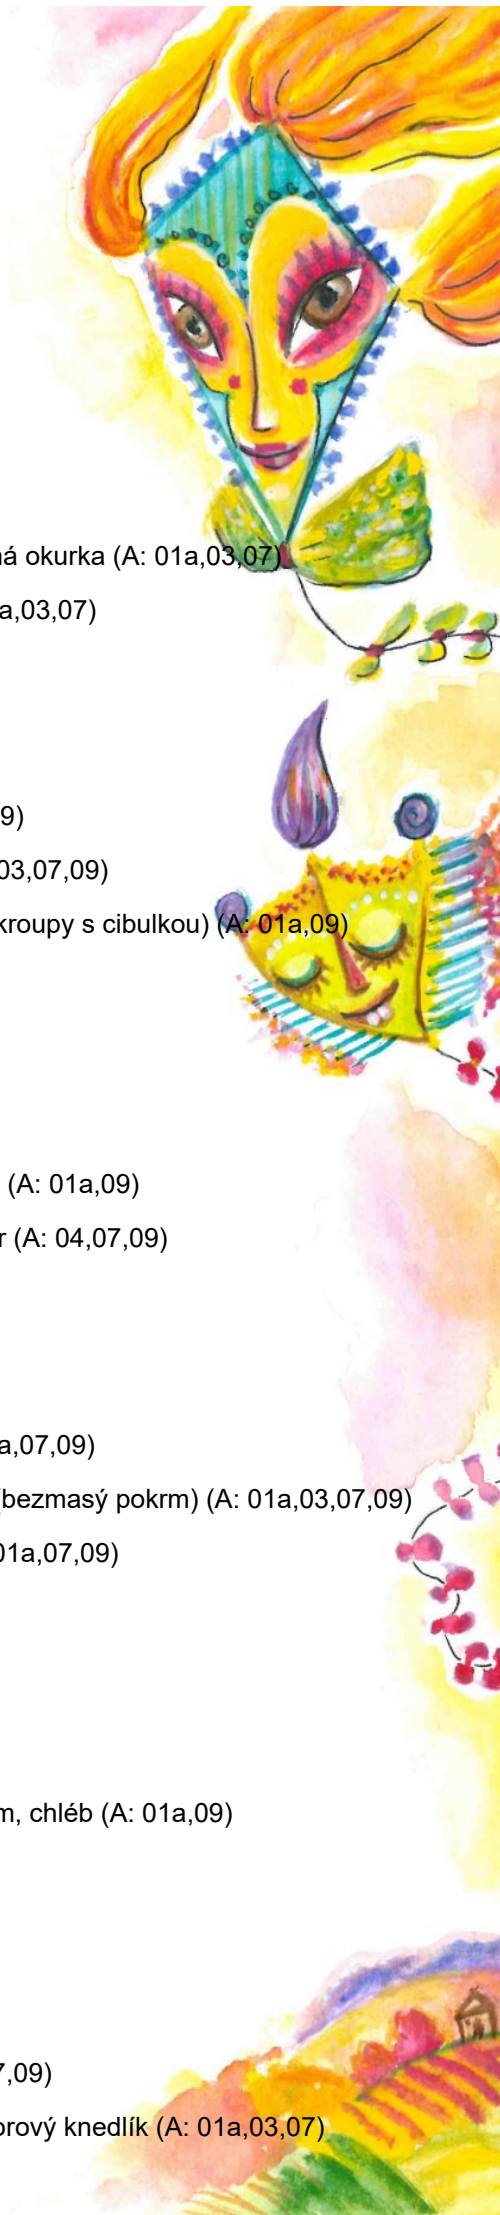 ná okurka (A: 01a,03,07)
a,03,07)
9)
03,07,09)
kroupy s cibulkou) (A: 01a,09)
(A: 01a,09)
r (A: 04,07,09)
a,07,09)
(bezmasý pokrm) (A: 01a,03,07,09)
01a,07,09)
m, chléb (A: 01a,09)
7,09)
orový knedlík (A: 01a,03,07)